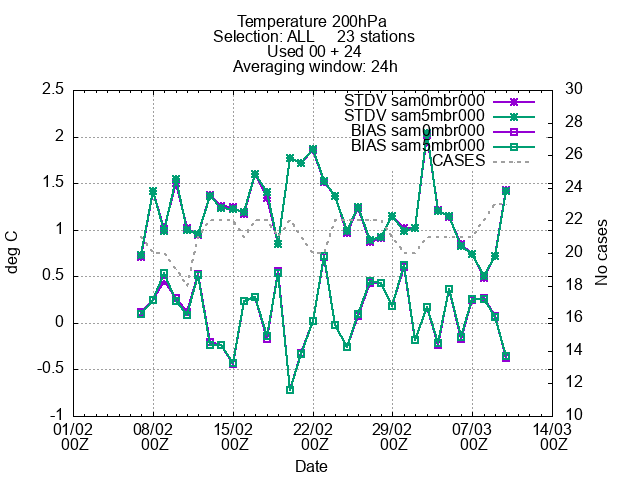 Temperature 200hPa
Selection: ALL 23 stations
Used 00 + 24
Averaging window: 24h
STDV sam0mbr000
STDV sam5mbr000
BIAS sam0mbr000
BIAS sam5mbr000
CASES
deg C
2.5
2
1.5
1
0.5
0
-0.5
-1
30
28
26
24
22
20
18
16
14
12
10
No cases
01/02 08/02 15/02 22/02 29/02 07/03 14/03
00Z 00Z 00Z 00Z 00Z 00Z 00Z
Date